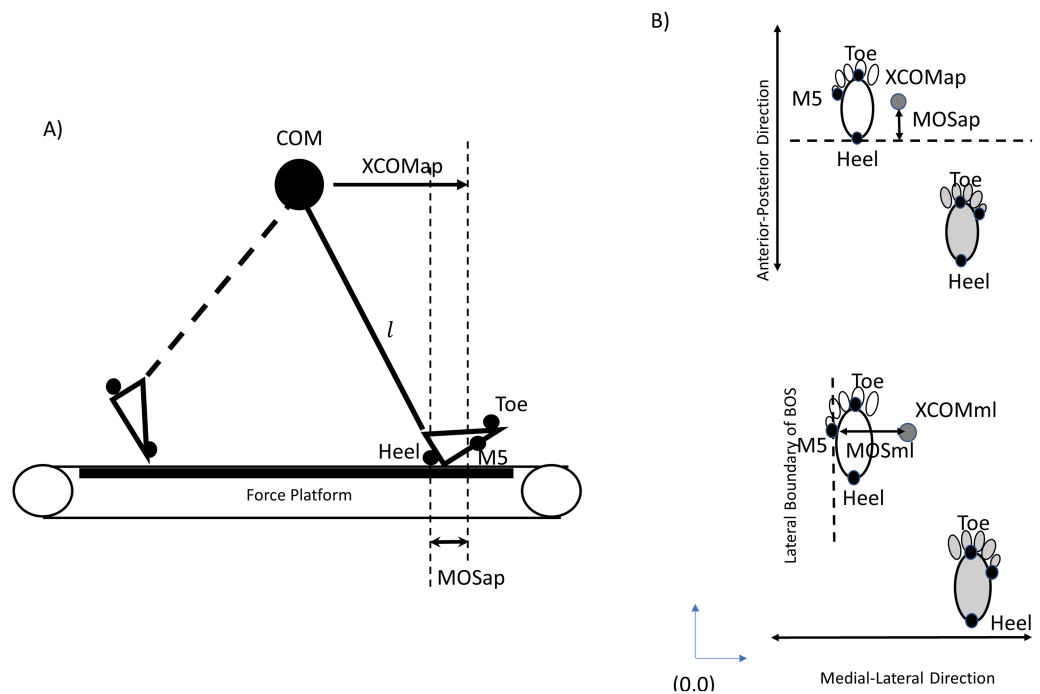 A)
COM
XCOMap
l
Toe
Heel
M5
Force Platform
MOSap
B)
Anterior-Posterior Direction
Toe
XCOMap
M5
MOSap
Heel
Toe
Heel
Lateral Boundary of BOS
Toe
XCOMml
M5
MOSml
Heel
Toe
Heel
(0.0)
Medial-Lateral Direction